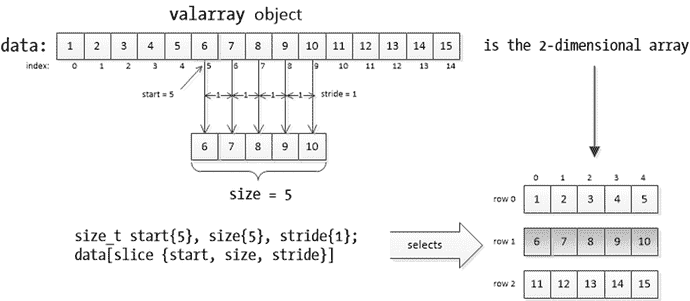 valarray object
data: 1 2 3 4 5 6 7 8 9 10 11 12 13 14 15 is the 2-dimensional array
index: 0 1 2 3 4 5 6 7 8 9 10 11 12 13 14
start = 5 1 1 1 1 stride = 1
6 7 8 9 10
size = 5
0 1 2 3 4
row 0 1 2 3 4 5
size_t start{5}, size{5}, stride{1};
data[slice {start, size, stride}]
selects
row 1 6 7 8 9 10
row 2 11 12 13 14 15